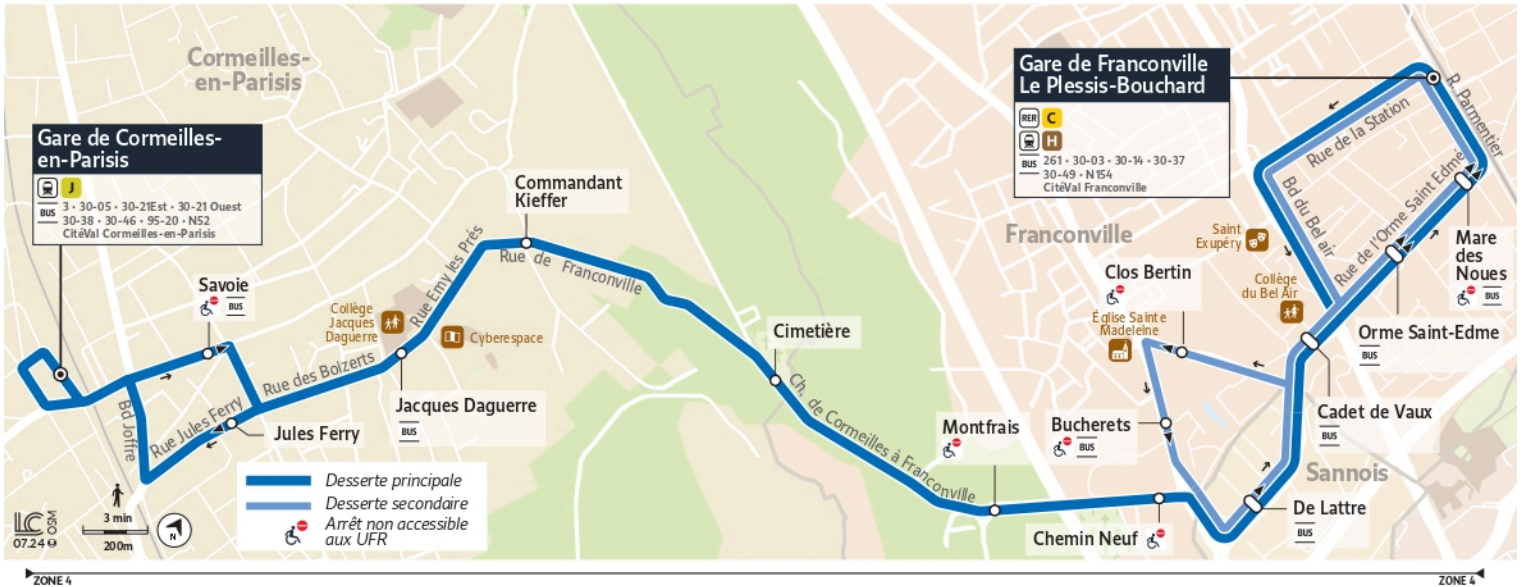 Cormeilles-
en-Parisis
Gare de Cormeilles-
en-Parisis
J
BUS
3 • 30-05 • 30-21Est • 30-21 Ouest
30-38 • 30-46 • 95-20 • N52
CitéVal Cormeilles-en-Parisis
Savoie
BUS
Bd Joffre
Rue Jules Ferry
Jules Ferry
Rue des Boizerts
Collège
Jacques
Daguerre
Jacques Daguerre
BUS
Rue Emy les Prés
Cyberespace
Commandant
Kieffer
Rue de Franconville
Cimetière
Ch. de Cormeilles à Franconville
Montfrais
Chemin Neuf
Gare de Franconville
Le Plessis-Bouchard
RER C
H
BUS
261 • 30-03 • 30-14 • 30-37
30-49 • N154
CitéVal Franconville
Franconville
R. Parmentier
Rue de la Station
Bd du Bel air
Rue de l'Orme Saint Edmé
Saint
Exupéry
Collège
du Bel Air
Clos Bertin
Église Sainte
Madeleine
Bucherets
BUS
Mare
des
Noues
BUS
Orme Saint-Edme
BUS
Cadet de Vaux
BUS
Sannois
De Lattre
BUS
Desserte principale
Desserte secondaire
Arrêt non accessible
aux UFR
LC OSM
07.24
3 min
200m
N
ZONE 4
ZONE 4